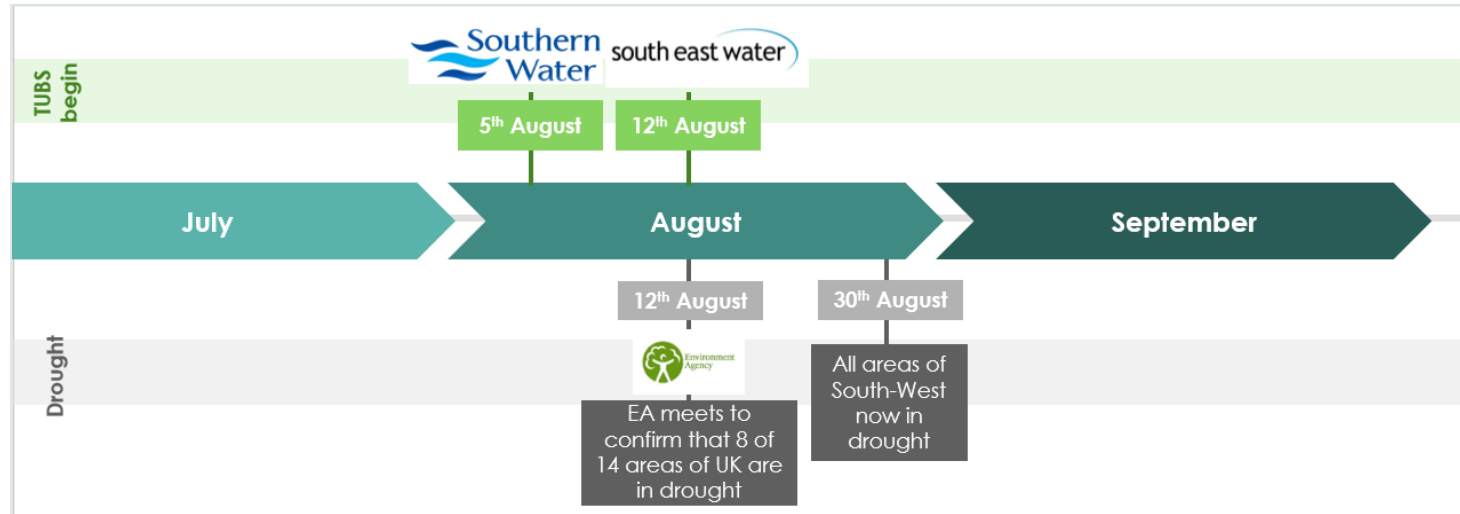 Southern
Water
south east water
TUBS
begin
5th August
12th August
July
August
September
12th August
30th August
Drought
Environment
Agency
EA meets to
confirm that 8 of
14 areas of UK are
in drought
All areas of
South-West
now in
drought